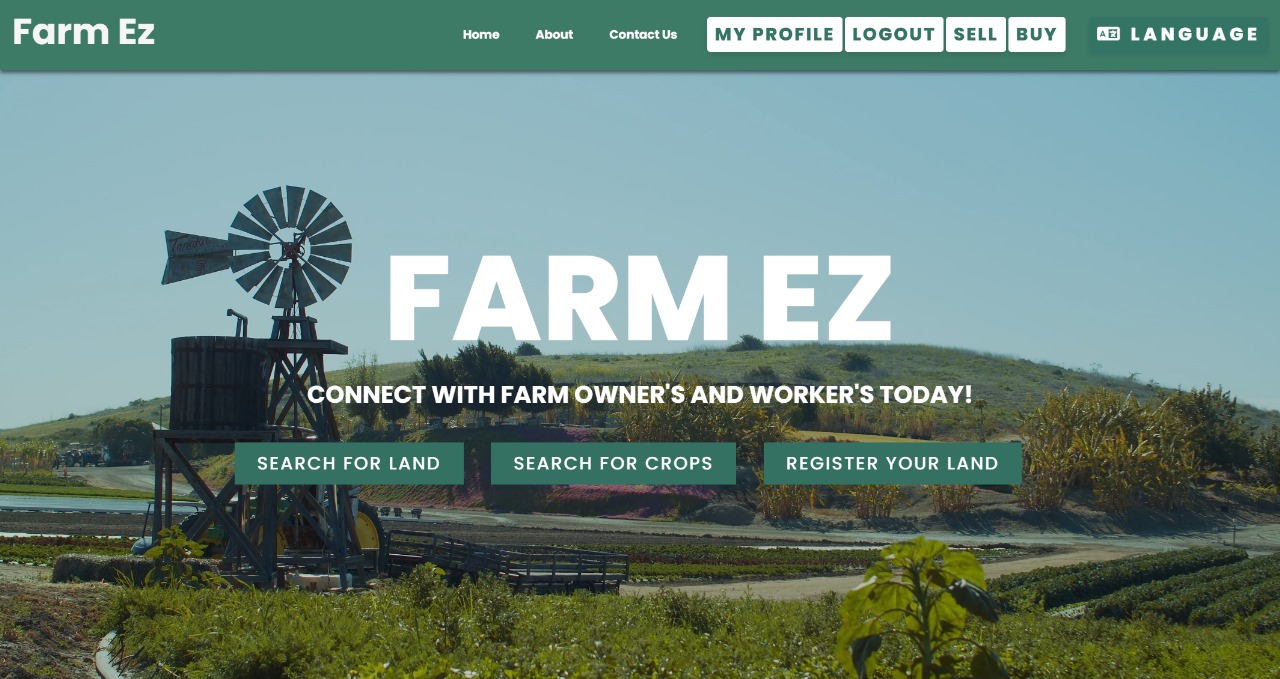 Farm Ez
Home About Contact Us MY PROFILE LOGOUT SELL BUY LANGUAGE
FARM EZ
CONNECT WITH FARM OWNER'S AND WORKER'S TODAY!
SEARCH FOR LAND SEARCH FOR CROPS REGISTER YOUR LAND